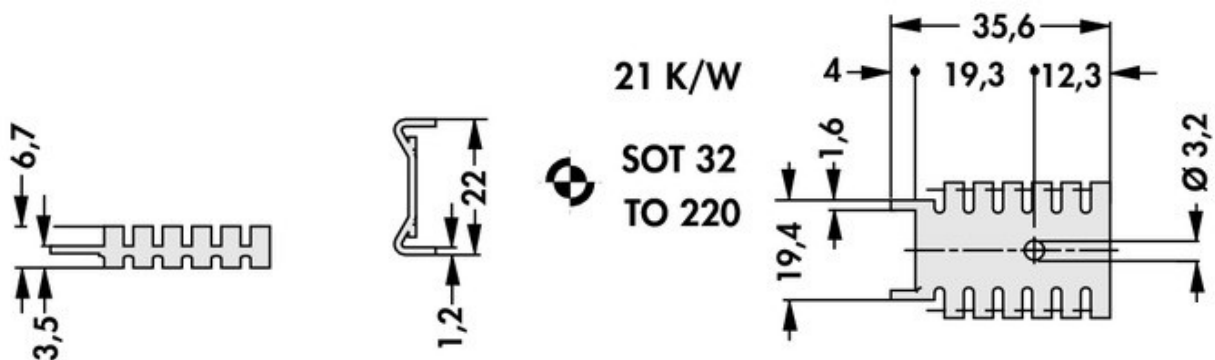 35,6
21 K/W
4
19,3
12,3
6,7
1,6
Ø 3,2
SOT 32
22
TO 220
19,4
3,5
1,2